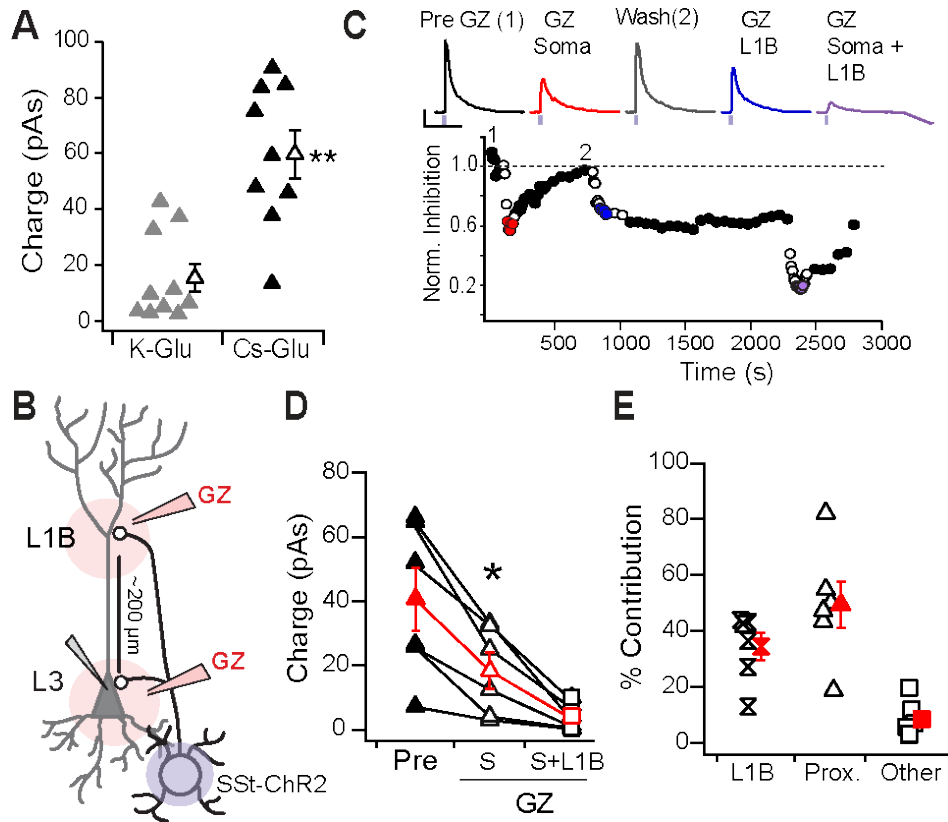 A
Charge (pAs)
100
80
60
40
20
0
**
K-Glu
Cs-Glu
C
Pre GZ (1)
GZ
Soma
Wash(2)
GZ
L1B
GZ
Soma +
L1B
Norm. Inhibition
1
2
1.0
0.6
0.2
500
1000
1500
2000
2500
3000
Time (s)
B
GZ
L1B
~200 µm
L3
GZ
SSt-ChR2
D
Charge (pAs)
80
60
40
20
0
*
Pre
S
S+L1B
GZ
E
% Contribution
100
80
60
40
20
0
L1B
Prox.
Other